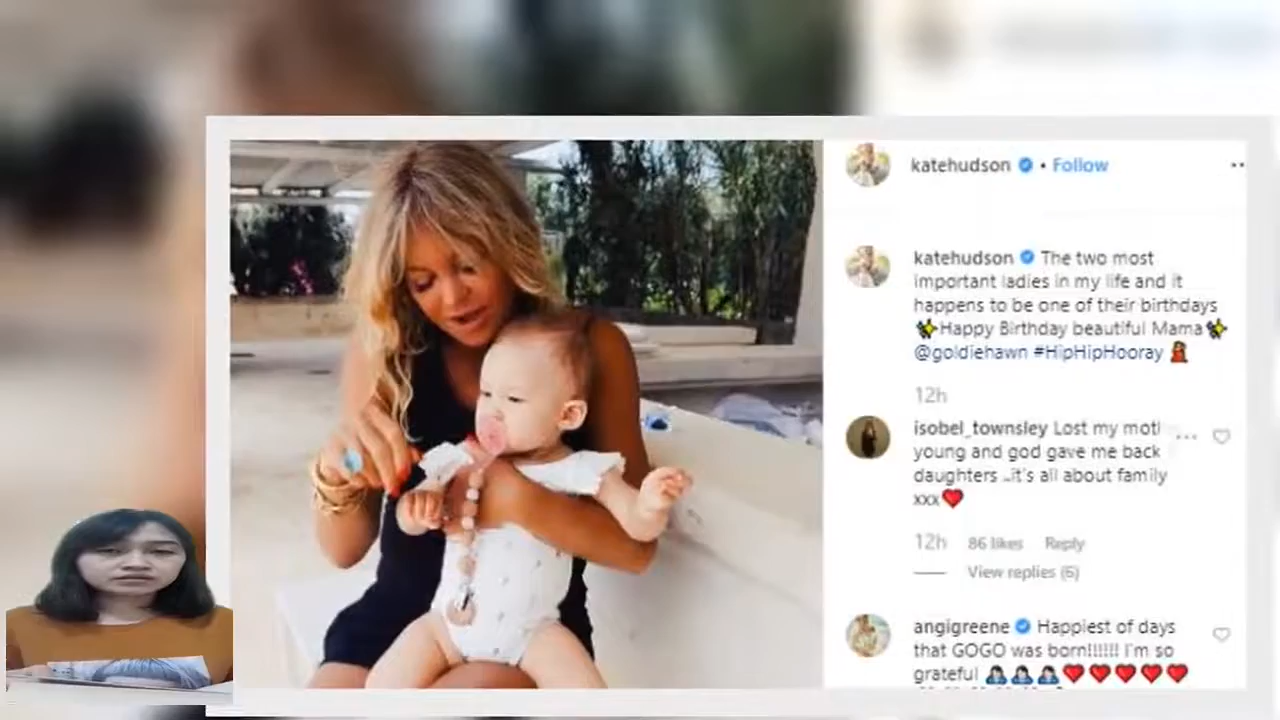 katehudson • Follow
katehudson The two most
important ladies in my life and it
happens to be one of their birthdays
✨Happy Birthday beautiful Mama✨
@goldiehawn #HipHipHooray 💃
12h
isobel_townsley Lost my
young and god gave me back
daughters ..it's all about family
xxx❤️
12h 86 likes Reply
View replies (6)
angigreene Happiest of days
that GOGO was born!!!!!! I'm so
grateful 🙏🙏🙏❤️❤️❤️❤️❤️